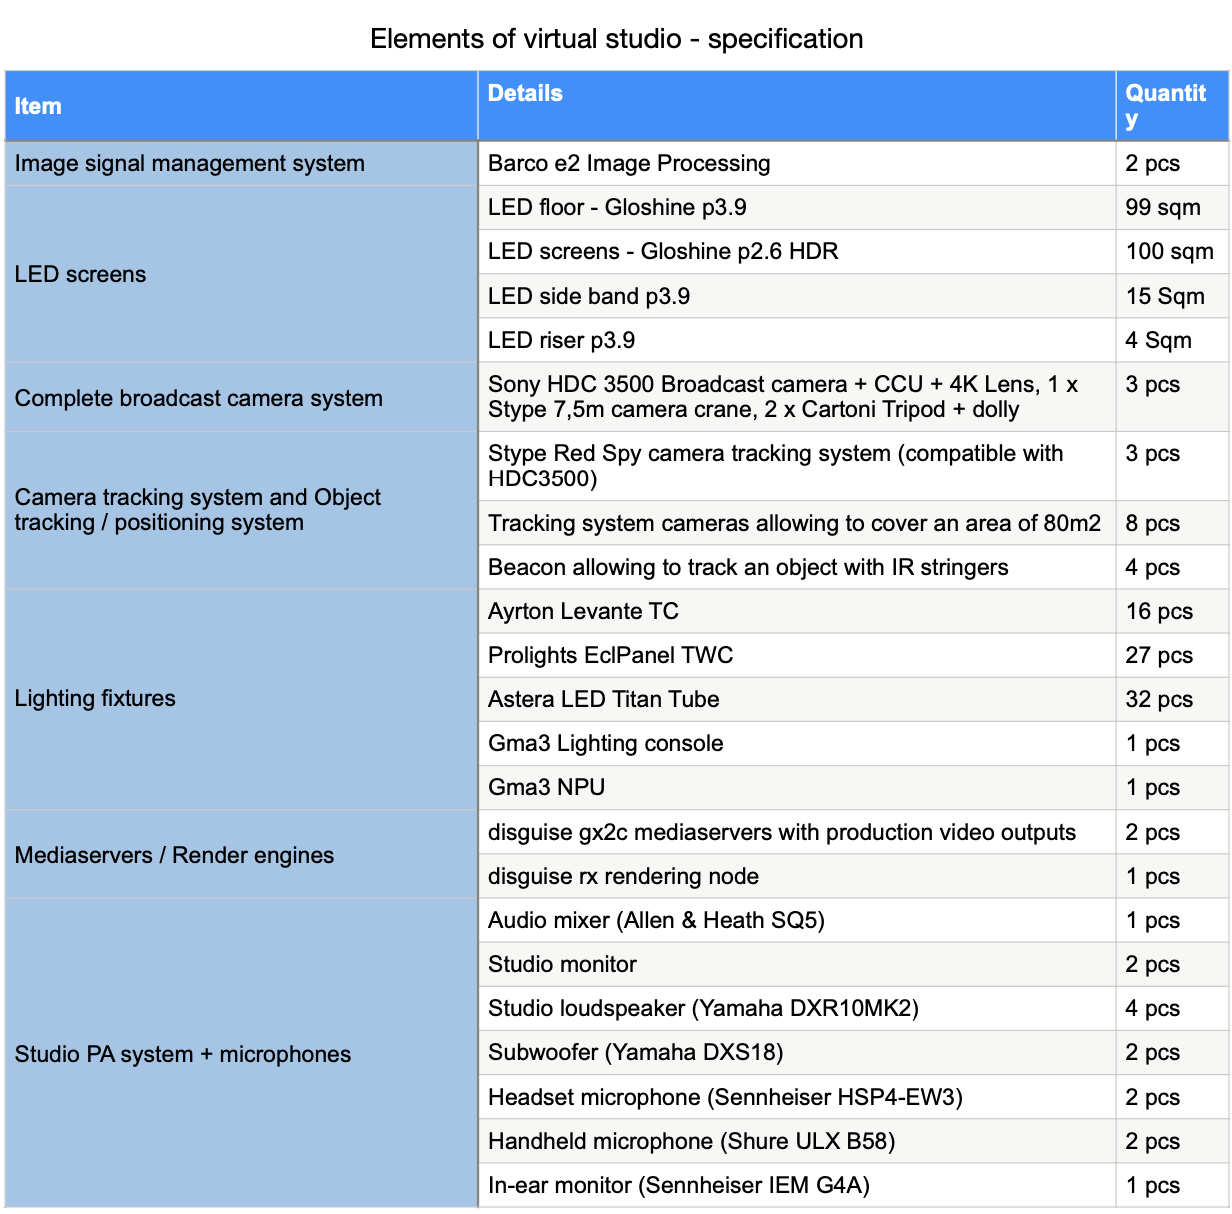 Elements of virtual studio - specification
Item
Details
Quantit
y
Image signal management system
Barco e2 Image Processing
2 pcs
LED screens
LED floor - Gloshine p3.9
99 sqm
LED screens - Gloshine p2.6 HDR
100 sqm
LED side band p3.9
15 Sqm
LED riser p3.9
4 Sqm
Complete broadcast camera system
Sony HDC 3500 Broadcast camera + CCU + 4K Lens, 1 x
Stype 7,5m camera crane, 2 x Cartoni Tripod + dolly
3 pcs
Camera tracking system and Object
tracking / positioning system
Stype Red Spy camera tracking system (compatible with
HDC3500)
3 pcs
Tracking system cameras allowing to cover an area of 80m2
8 pcs
Beacon allowing to track an object with IR stringers
4 pcs
Lighting fixtures
Ayrton Levante TC
16 pcs
Prolights EclPanel TWC
27 pcs
Astera LED Titan Tube
32 pcs
Gma3 Lighting console
1 pcs
Gma3 NPU
1 pcs
Mediaservers / Render engines
disguise gx2c mediaservers with production video outputs
2 pcs
disguise rx rendering node
1 pcs
Studio PA system + microphones
Audio mixer (Allen & Heath SQ5)
1 pcs
Studio monitor
2 pcs
Studio loudspeaker (Yamaha DXR10MK2)
4 pcs
Subwoofer (Yamaha DXS18)
2 pcs
Headset microphone (Sennheiser HSP4-EW3)
2 pcs
Handheld microphone (Shure ULX B58)
2 pcs
In-ear monitor (Sennheiser IEM G4A)
1 pcs